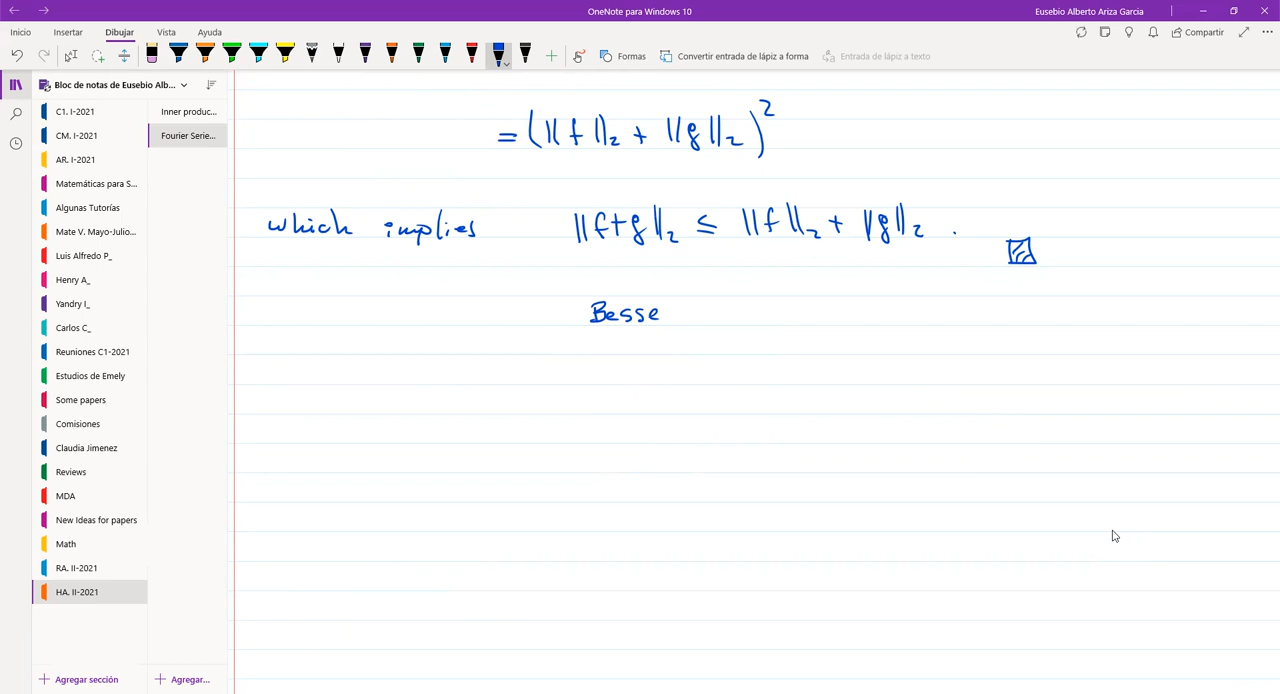 OneNote para Windows 10
Eusebio Alberto Ariza Garcia
Inicio Insertar Dibujar Vista Ayuda
Compartir
Formas Convertir entrada de lápiz a forma Entrada de lápiz a texto
Bloc de notas de Eusebio Alb...
C1. I-2021
CM. I-2021
AR. I-2021
Matemáticas para S...
Algunas Tutorías
Mate V. Mayo-Julio...
Luis Alfredo P_
Henry A_
Yandry I_
Carlos C_
Reuniones C1-2021
Estudios de Emely
Some papers
Comisiones
Claudia Jimenez
Reviews
MDA
New Ideas for papers
Math
RA. II-2021
HA. II-2021
Agregar sección
Inner produc...
Fourier Serie...
Agregar...
= (||f||₂ + ||g||₂)²
which implies ||f+g||₂ ≤ ||f||₂ + ||g||₂ .
Besse